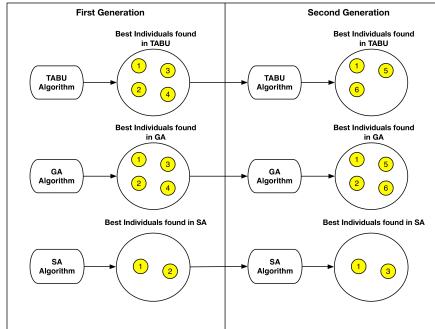 First Generation
Second Generation
Best Individuals found
in TABU
Best Individuals found
in TABU
TABU
Algorithm
1
3
2
4
TABU
Algorithm
1
5
6
Best Individuals found
in GA
Best Individuals found
in GA
GA
Algorithm
1
3
2
4
GA
Algorithm
1
5
2
6
Best Individuals found in SA
Best Individuals found in SA
SA
Algorithm
1
2
SA
Algorithm
1
3